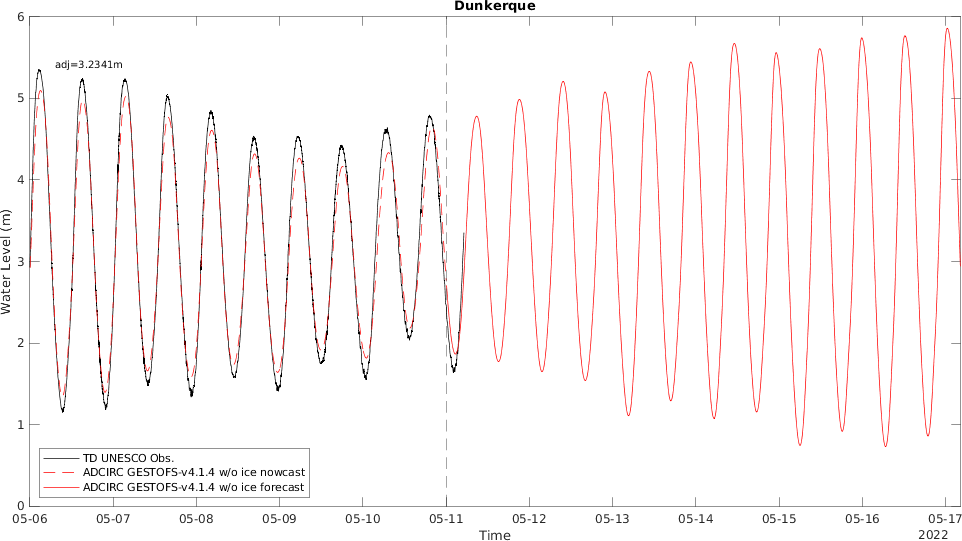 Dunkerque
adj=3.2341m
6
5
4
3
2
1
0
Water Level (m)
TD UNESCO Obs.
ADCIRC GESTOFS-v4.1.4 w/o ice nowcast
ADCIRC GESTOFS-v4.1.4 w/o ice forecast
05-06 05-07 05-08 05-09 05-10 05-11 05-12 05-13 05-14 05-15 05-16 05-17
Time
2022